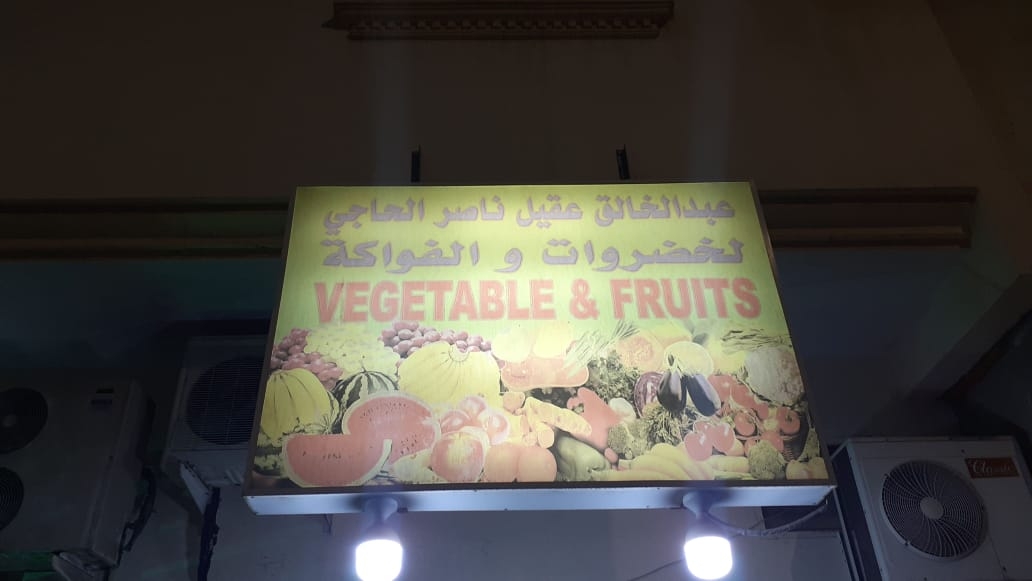 عبدالخالق عقيل ناصر الحاجي
لخضروات و الفواكة
VEGETABLE & FRUITS
Classic